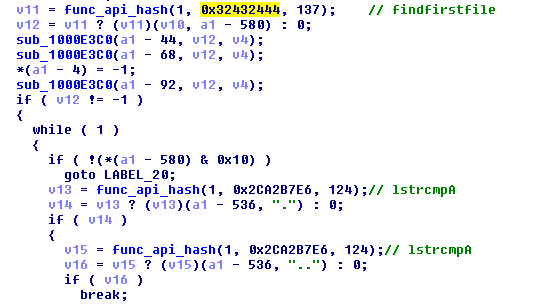 v11 = func_api_hash(1, 0x32432444, 137);    // findfirstfile
v12 = v11 ? (v11)(v10, a1 - 580) : 0;
sub_1000E3C0(a1 - 44, v12, v4);
sub_1000E3C0(a1 - 68, v12, v4);
*(a1 - 4) = -1;
sub_1000E3C0(a1 - 92, v12, v4);
if ( v12 != -1 )
{
  while ( 1 )
  {
    if ( !(*(a1 - 580) & 0x10) )
      goto LABEL_20;
    v13 = func_api_hash(1, 0x2CA2B7E6, 124);// lstrcmpA
    v14 = v13 ? (v13)(a1 - 536, ".") : 0;
    if ( v14 )
    {
      v15 = func_api_hash(1, 0x2CA2B7E6, 124);// lstrcmpA
      v16 = v15 ? (v15)(a1 - 536, "..") : 0;
      if ( v16 )
        break;